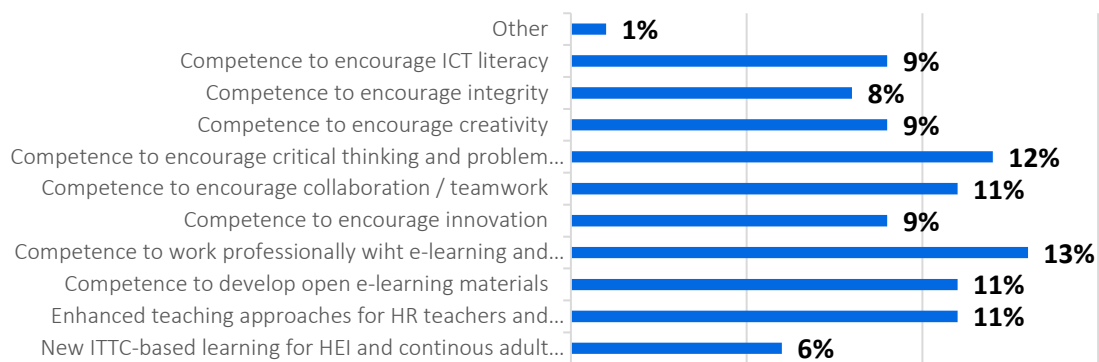 Other 1%
Competence to encourage ICT literacy 9%
Competence to encourage integrity 8%
Competence to encourage creativity 9%
Competence to encourage critical thinking and problem... 12%
Competence to encourage collaboration / teamwork 11%
Competence to encourage innovation 9%
Competence to work professionally wiht e-learning and... 13%
Competence to develop open e-learning materials 11%
Enhanced teaching approaches for HR teachers and... 11%
New ITTC-based learning for HEI and continous adult... 6%